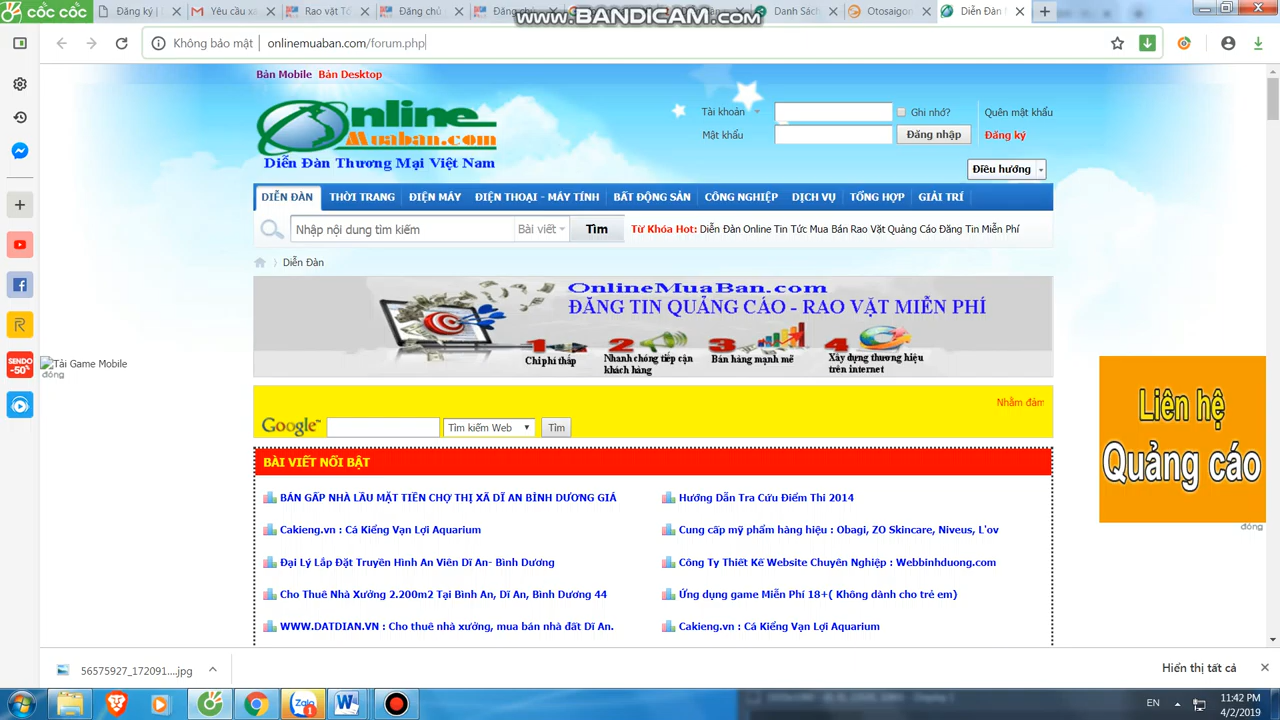 cốc cốc
Đăng ký |
Yêu cầu xá
Rao vặt Tổ
Đăng chỏ
Danh Sách
Otosaigon
Diễn Đàn
WWW.BANDICAM.COM
Không bảo mật
onlinemuaban.com/forum.php
Bản Mobile Bản Desktop
Online
Muaban.com
Diễn Đàn Thương Mại Việt Nam
Tài khoản
Ghi nhớ?
Quên mật khẩu
Mật khẩu
Đăng nhập
Đăng ký
Điều hướng
DIỄN ĐÀN THỜI TRANG ĐIỆN MÁY ĐIỆN THOẠI - MÁY TÍNH BẤT ĐỘNG SẢN CÔNG NGHIỆP DỊCH VỤ TỔNG HỢP GIẢI TRÍ
Nhập nội dung tìm kiếm
Bài viết
Tìm
Từ Khóa Hot: Diễn Đàn Online Tin Tức Mua Bán Rao Vặt Quảng Cáo Đăng Tin Miễn Phí
Diễn Đàn
OnlineMuaBan.com
ĐĂNG TIN QUẢNG CÁO - RAO VẶT MIỄN PHÍ
1 2 3 4
Chi phí thấp
Nhanh chóng tiếp cận
khách hàng
Bán hàng mạnh mẽ
Xây dựng thương hiệu
trên internet
Tải Game Mobile
đóng
SENDO
-50%
Nhằm đám
Google™
Tìm kiếm Web
Tìm
Liên hệ
Quảng cáo
đóng
BÀI VIẾT NỔI BẬT
BÁN GẤP NHÀ LẦU MẶT TIỀN CHỢ THỊ XÃ DĨ AN BÌNH DƯƠNG GIÁ
Hướng Dẫn Tra Cứu Điểm Thi 2014
Cakieng.vn : Cá Kiểng Vạn Lợi Aquarium
Cung cấp mỹ phẩm hàng hiệu : Obagi, ZO Skincare, Niveus, L'ov
Đại Lý Lắp Đặt Truyền Hình An Viên Dĩ An- Bình Dương
Công Ty Thiết Kế Website Chuyên Nghiệp : Webbinhduong.com
Cho Thuê Nhà Xưởng 2.200m2 Tại Bình An, Dĩ An, Bình Dương 44
Ứng dụng game Miễn Phí 18+( Không dành cho trẻ em)
WWW.DATDIAN.VN : Cho thuê nhà xưởng, mua bán nhà đất Dĩ An.
Cakieng.vn : Cá Kiểng Vạn Lợi Aquarium
56575927_172091....jpg
Hiển thị tất cả
Zalo
1
EN
11:42 PM
4/2/2019